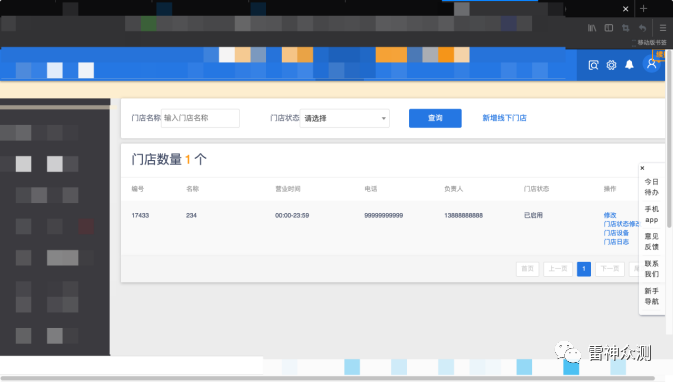 移动版书签
门店名称 输入门店名称 门店状态 请选择 查询 新增线下门店
门店数量 1 个
编号 名称 营业时间 电话 负责人 门店状态 操作
17433 234 00:00-23:59 99999999999 13888888888 已启用 修改
门店状态修改
门店设备
门店日志
首页 上一页 1 下一页
×
今日
待办
手机
app
意见
反馈
联系
我们
新手
导航
雷神众测